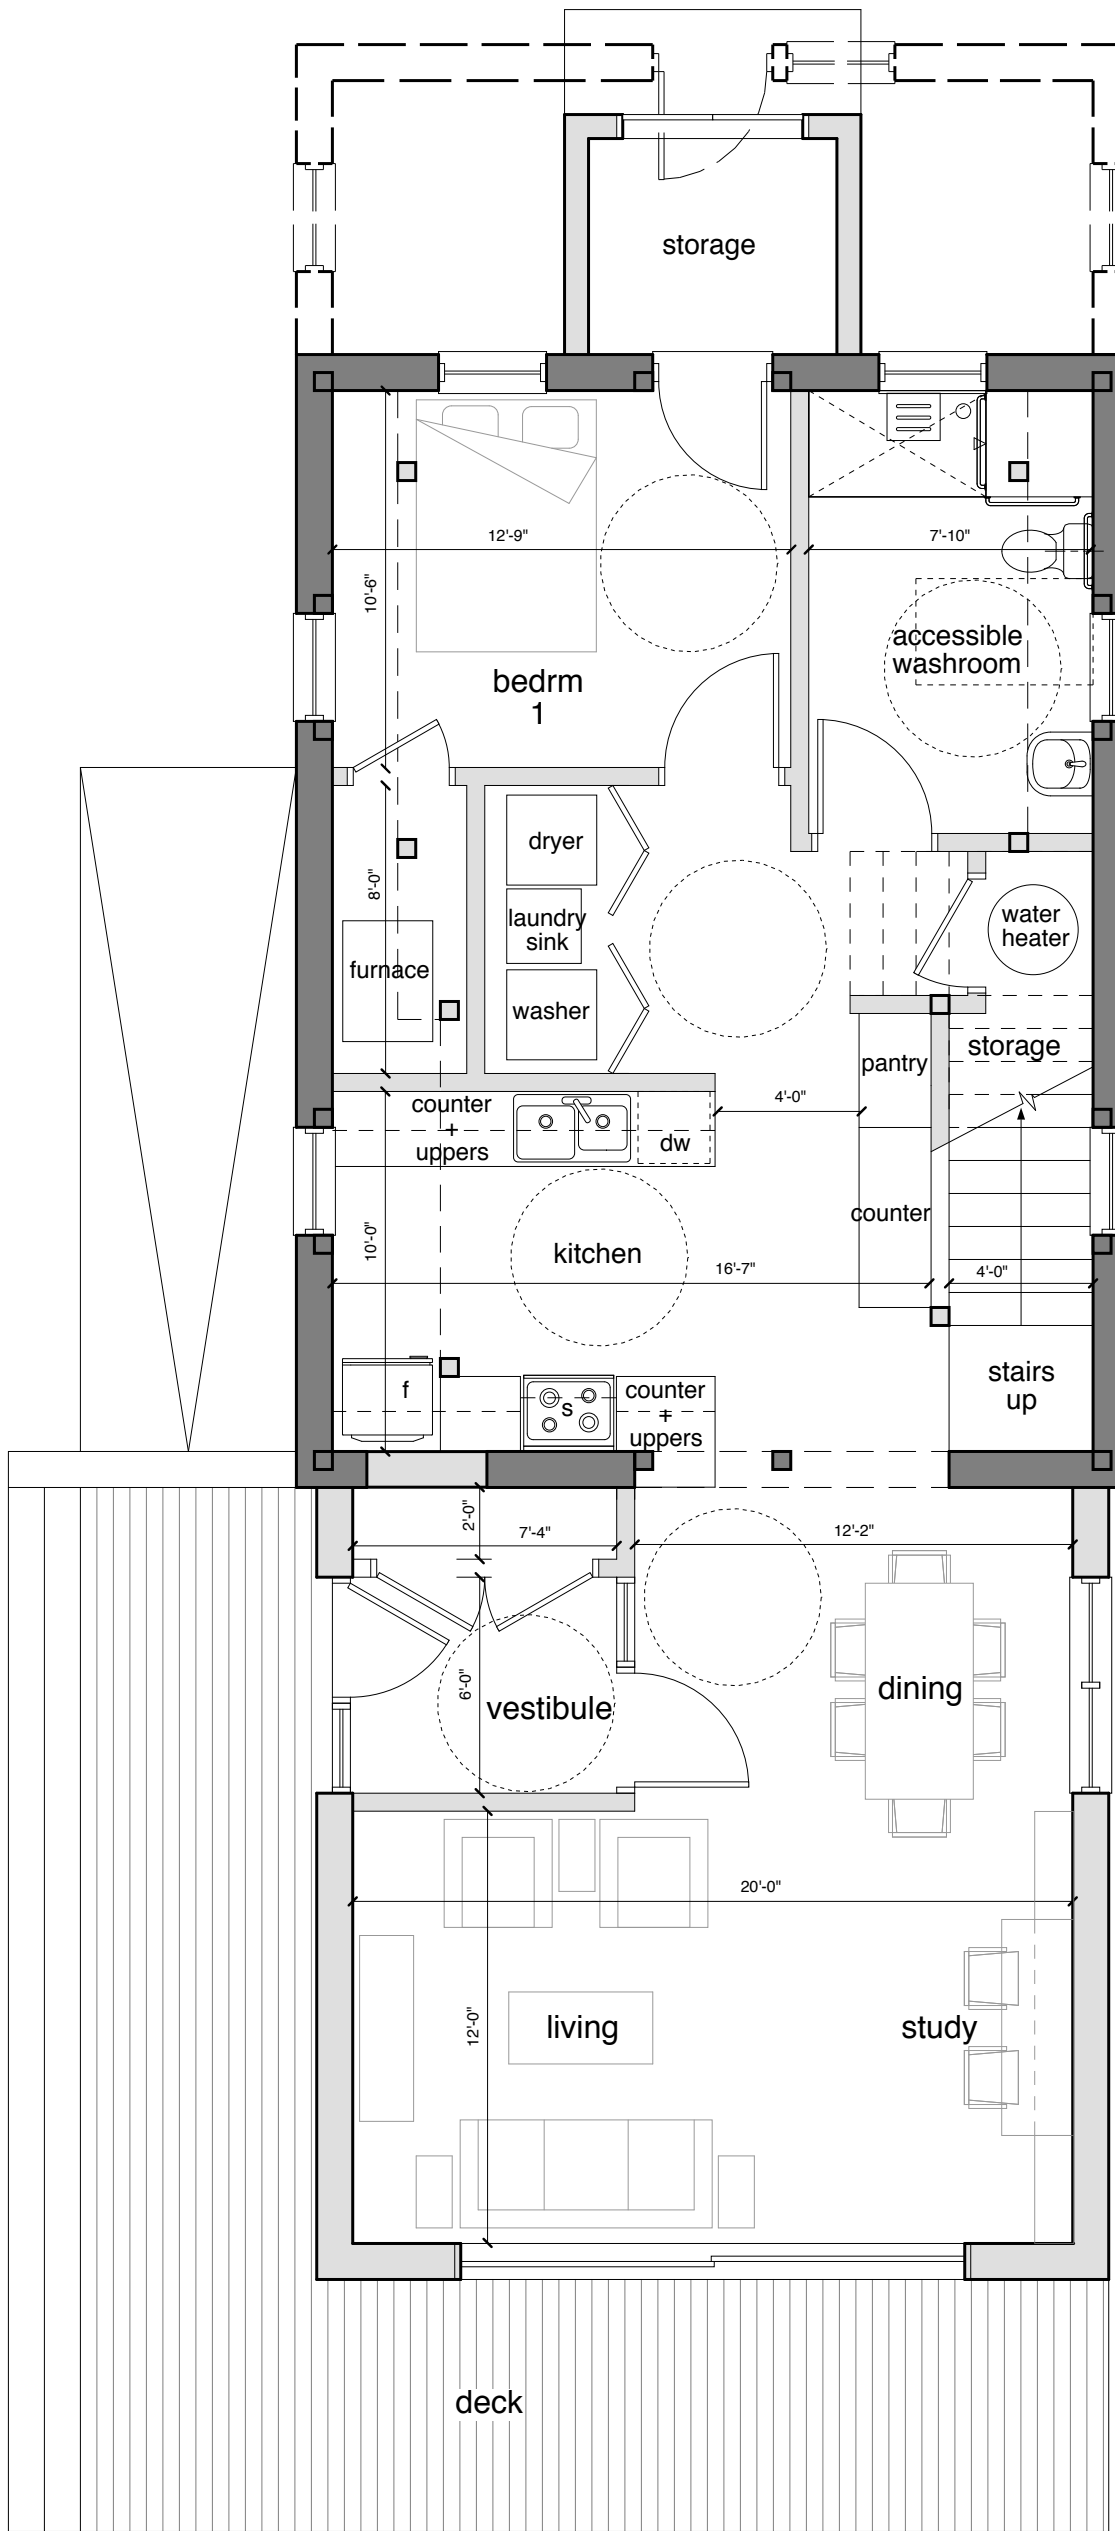 storage
12'-9"
7'-10"
10'-6"
accessible
washroom
bedrm
1
dryer
8'-0"
laundry
sink
water
heater
furnace
washer
storage
pantry
4'-0"
counter
+
uppers
dw
counter
10'-0"
kitchen
16'-7"
4'-0"
f
s
counter
+
uppers
stairs
up
2'-0"
7'-4"
12'-2"
6'-0"
vestibule
dining
20'-0"
12'-0"
living
study
deck